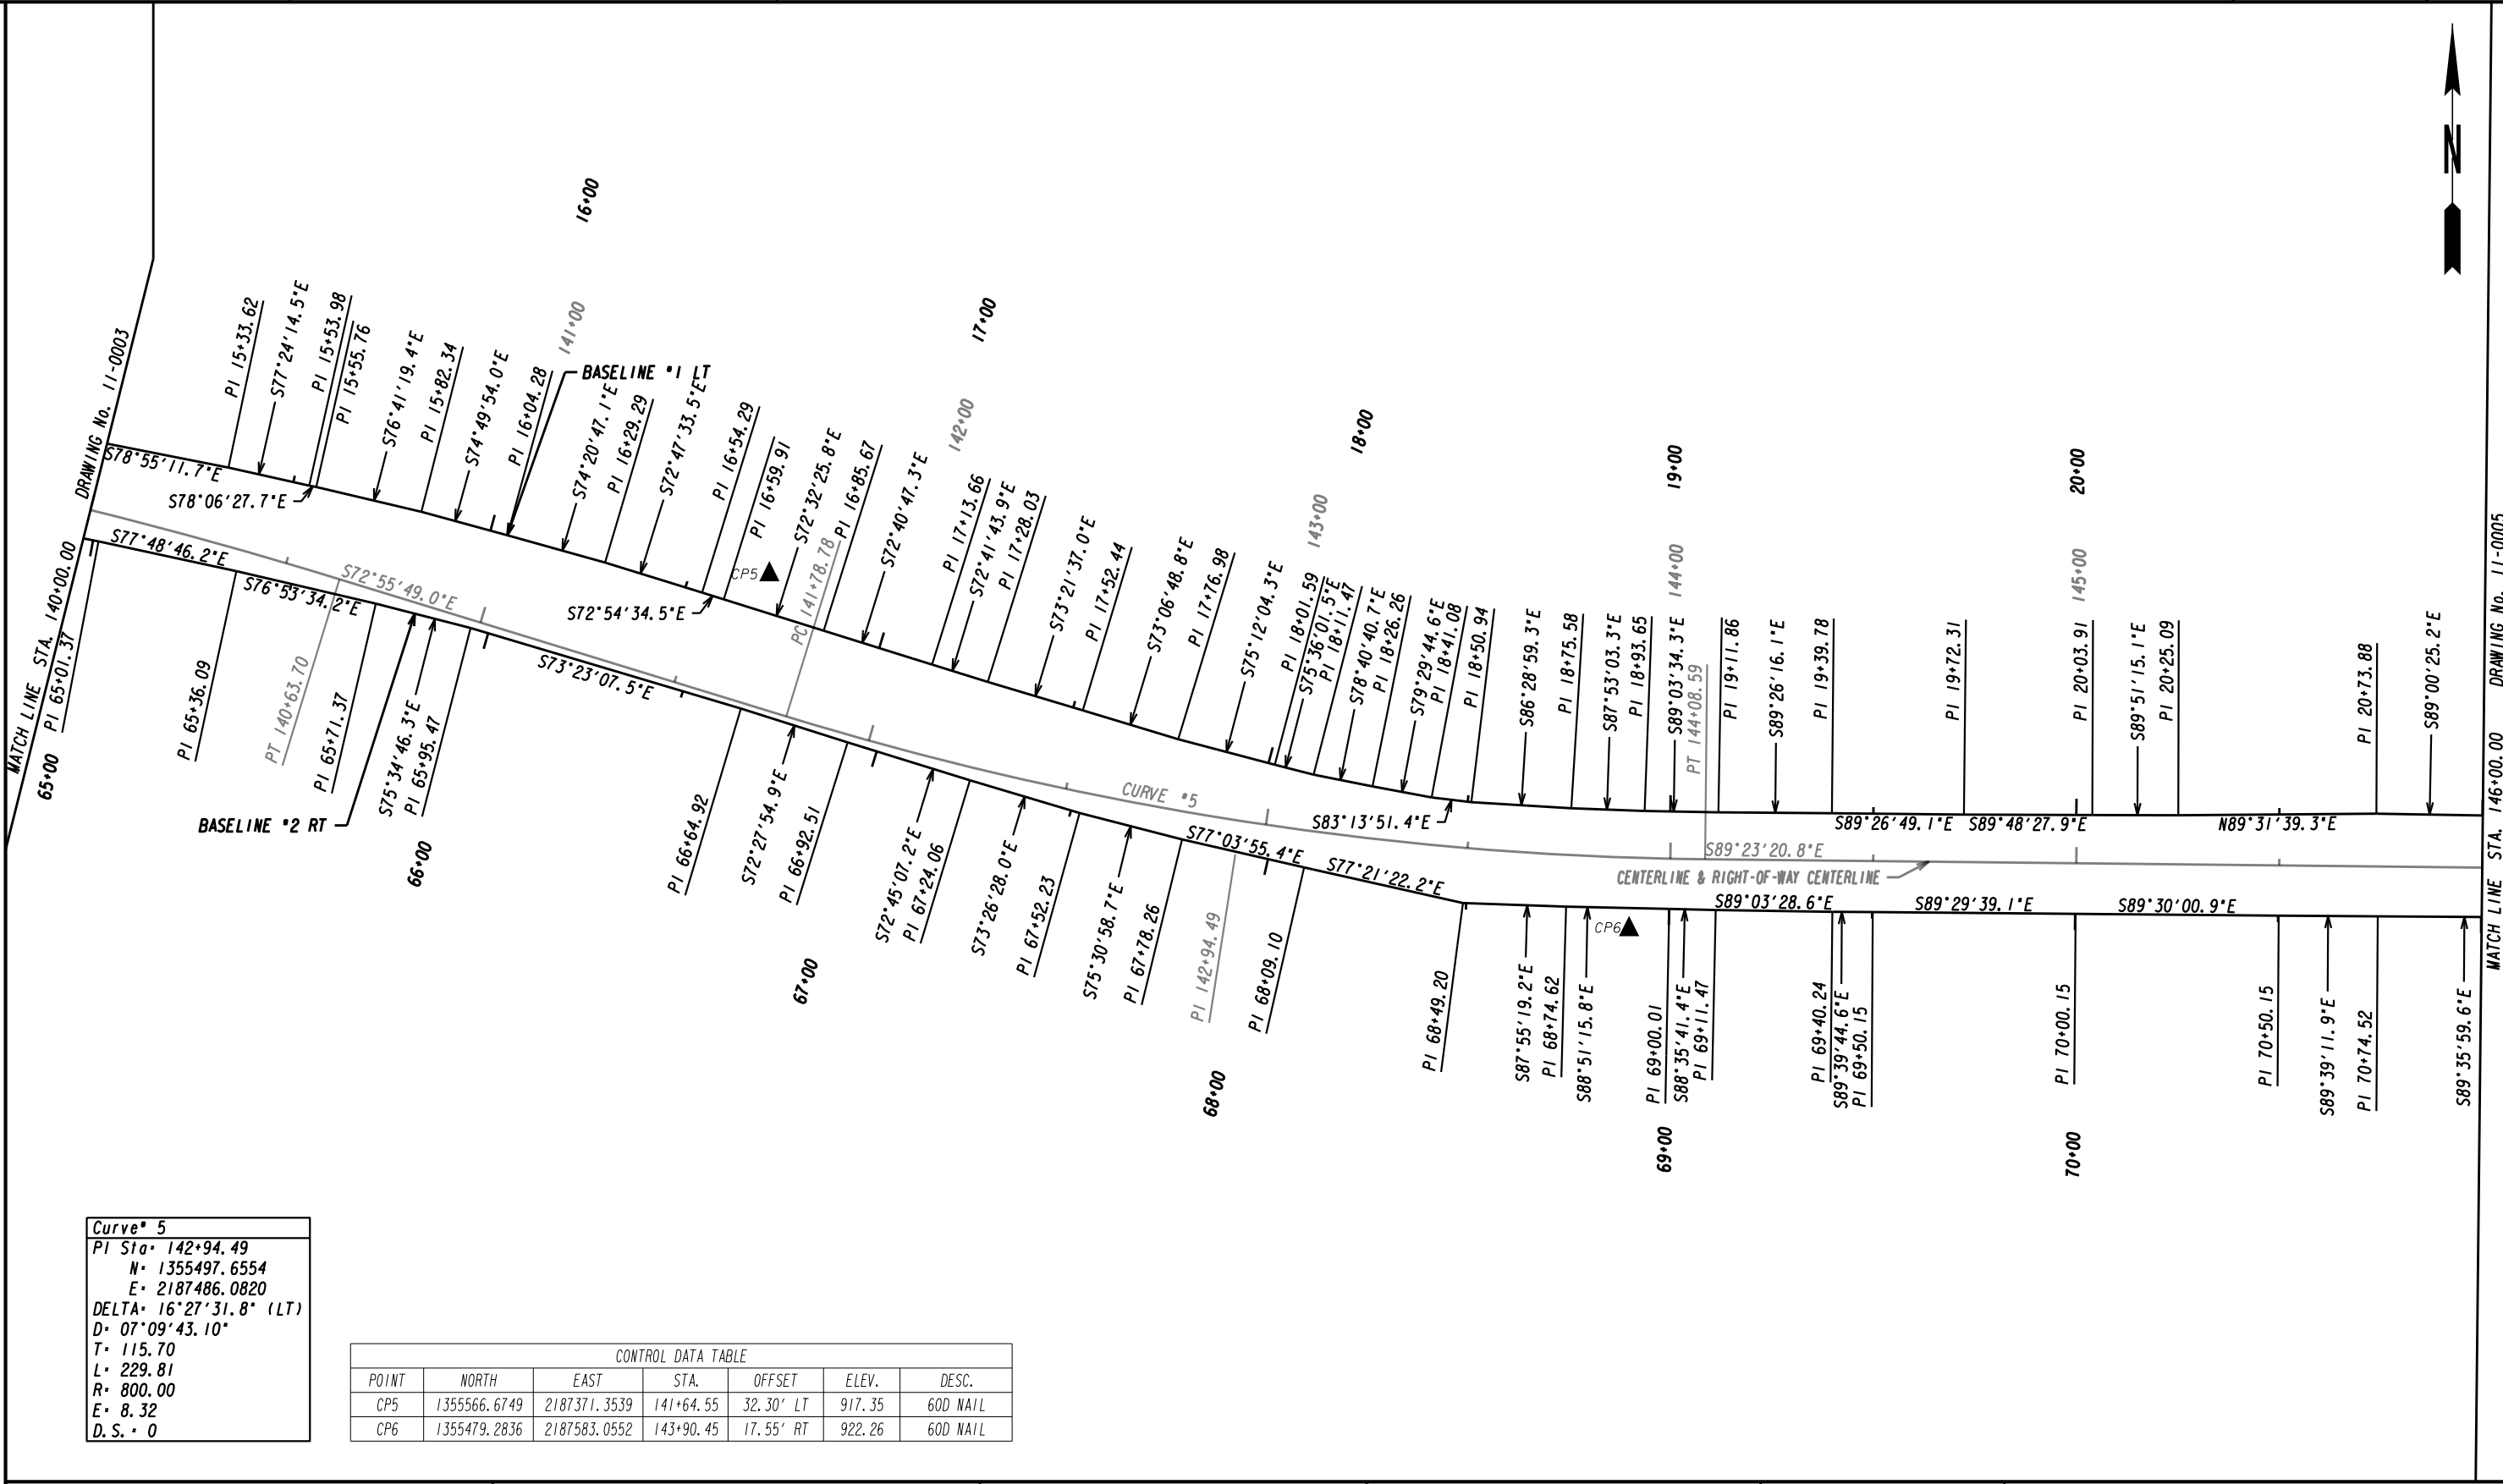 N
16+00
17+00
18+00
19+00
20+00
141+00
142+00
143+00
144+00
145+00
DRAWING No. 11-0003
MATCH LINE STA. 140+00.00
PI 15+33.62
S77°24'14.5"E
PI 15+53.98
PI 15+55.76
S76°41'19.4"E
PI 15+82.34
S74°49'54.0"E
PI 16+04.28
BASELINE #1 LT
S74°20'47.1"E
PI 16+29.29
S72°47'33.5"E
PI 16+54.29
PI 16+59.91
S72°32'25.8"E
PI 16+85.67
S72°40'47.3"E
PI 17+13.66
S72°41'43.9"E
PI 17+28.03
S73°21'37.0"E
PI 17+52.44
S73°06'48.8"E
PI 17+76.98
S75°12'04.3"E
PI 18+01.59
S75°36'01.5"E
PI 18+11.47
S78°40'40.7"E
PI 18+26.26
S79°29'44.6"E
PI 18+41.08
PI 18+50.94
S86°28'59.3"E
PI 18+75.58
S87°53'03.3"E
PI 18+93.65
S89°03'34.3"E
PT 144+08.59
PI 19+11.86
S89°26'16.1"E
PI 19+39.78
PI 19+72.31
PI 20+03.91
S89°51'15.1"E
PI 20+25.09
PI 20+73.88
S89°00'25.2"E
DRAWING No. 11-0005
MATCH LINE STA. 146+00.00
S78°55'11.7"E
S78°06'27.7"E
S72°54'34.5"E
CP5
PC 141+78.78
S83°13'51.4"E
S89°26'49.1"E
S89°48'27.9"E
N89°31'39.3"E
S72°55'49.0"E
CURVE #5
S89°23'20.8"E
CENTERLINE & RIGHT-OF-WAY CENTERLINE
S77°48'46.2"E
S76°53'34.2"E
S73°23'07.5"E
S77°03'55.4"E
S77°21'22.2"E
S89°03'28.6"E
S89°29'39.1"E
S89°30'00.9"E
CP6
65+00
PI 65+01.37
PI 65+36.09
PT 140+63.70
PI 65+71.37
BASELINE #2 RT
S75°34'46.3"E
PI 65+95.47
66+00
PI 66+64.92
S72°27'54.9"E
PI 66+92.51
67+00
S72°45'07.2"E
PI 67+24.06
S73°26'28.0"E
PI 67+52.23
S75°30'58.7"E
PI 67+78.26
PI 142+94.49
68+00
PI 68+09.10
PI 68+49.20
S87°55'19.2"E
PI 68+74.62
S88°51'15.8"E
PI 69+00.01
S88°35'41.4"E
PI 69+11.47
69+00
PI 69+40.24
S89°39'44.6"E
PI 69+50.15
PI 70+00.15
70+00
PI 70+50.15
S89°39'11.9"E
PI 70+74.52
S89°35'59.6"E
Curve# 5
PI Sta= 142+94.49
N= 1355497.6554
E= 2187486.0820
DELTA= 16°27'31.8" (LT)
D= 07°09'43.10"
T= 115.70
L= 229.81
R= 800.00
E= 8.32
D.S.= 0
CONTROL DATA TABLE
POINT NORTH EAST STA. OFFSET ELEV. DESC.
CP5 1355566.6749 2187371.3539 141+64.55 32.30' LT 917.35 60D NAIL
CP6 1355479.2836 2187583.0552 143+90.45 17.55' RT 922.26 60D NAIL